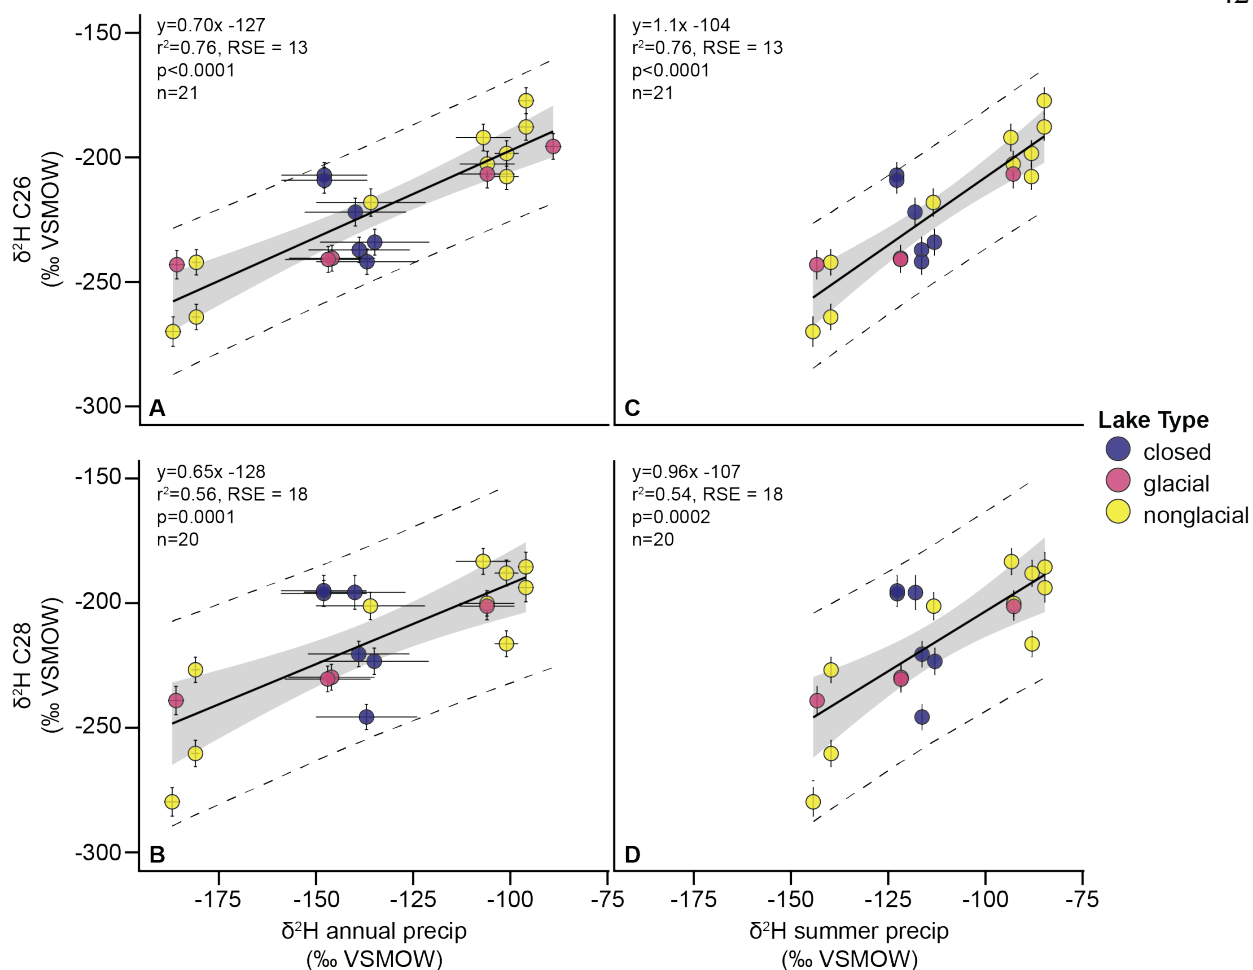 y=0.70x -127
r²=0.76, RSE = 13
p<0.0001
n=21
-150
-200
-250
-300
δ²H C26
(‰ VSMOW)
A
y=1.1x -104
r²=0.76, RSE = 13
p<0.0001
n=21
C
Lake Type
closed
glacial
nonglacial
y=0.65x -128
r²=0.56, RSE = 18
p=0.0001
n=20
-150
-200
-250
-300
δ²H C28
(‰ VSMOW)
B
y=0.96x -107
r²=0.54, RSE = 18
p=0.0002
n=20
D
-175 -150 -125 -100 -75
δ²H annual precip
(‰ VSMOW)
-175 -150 -125 -100 -75
δ²H summer precip
(‰ VSMOW)